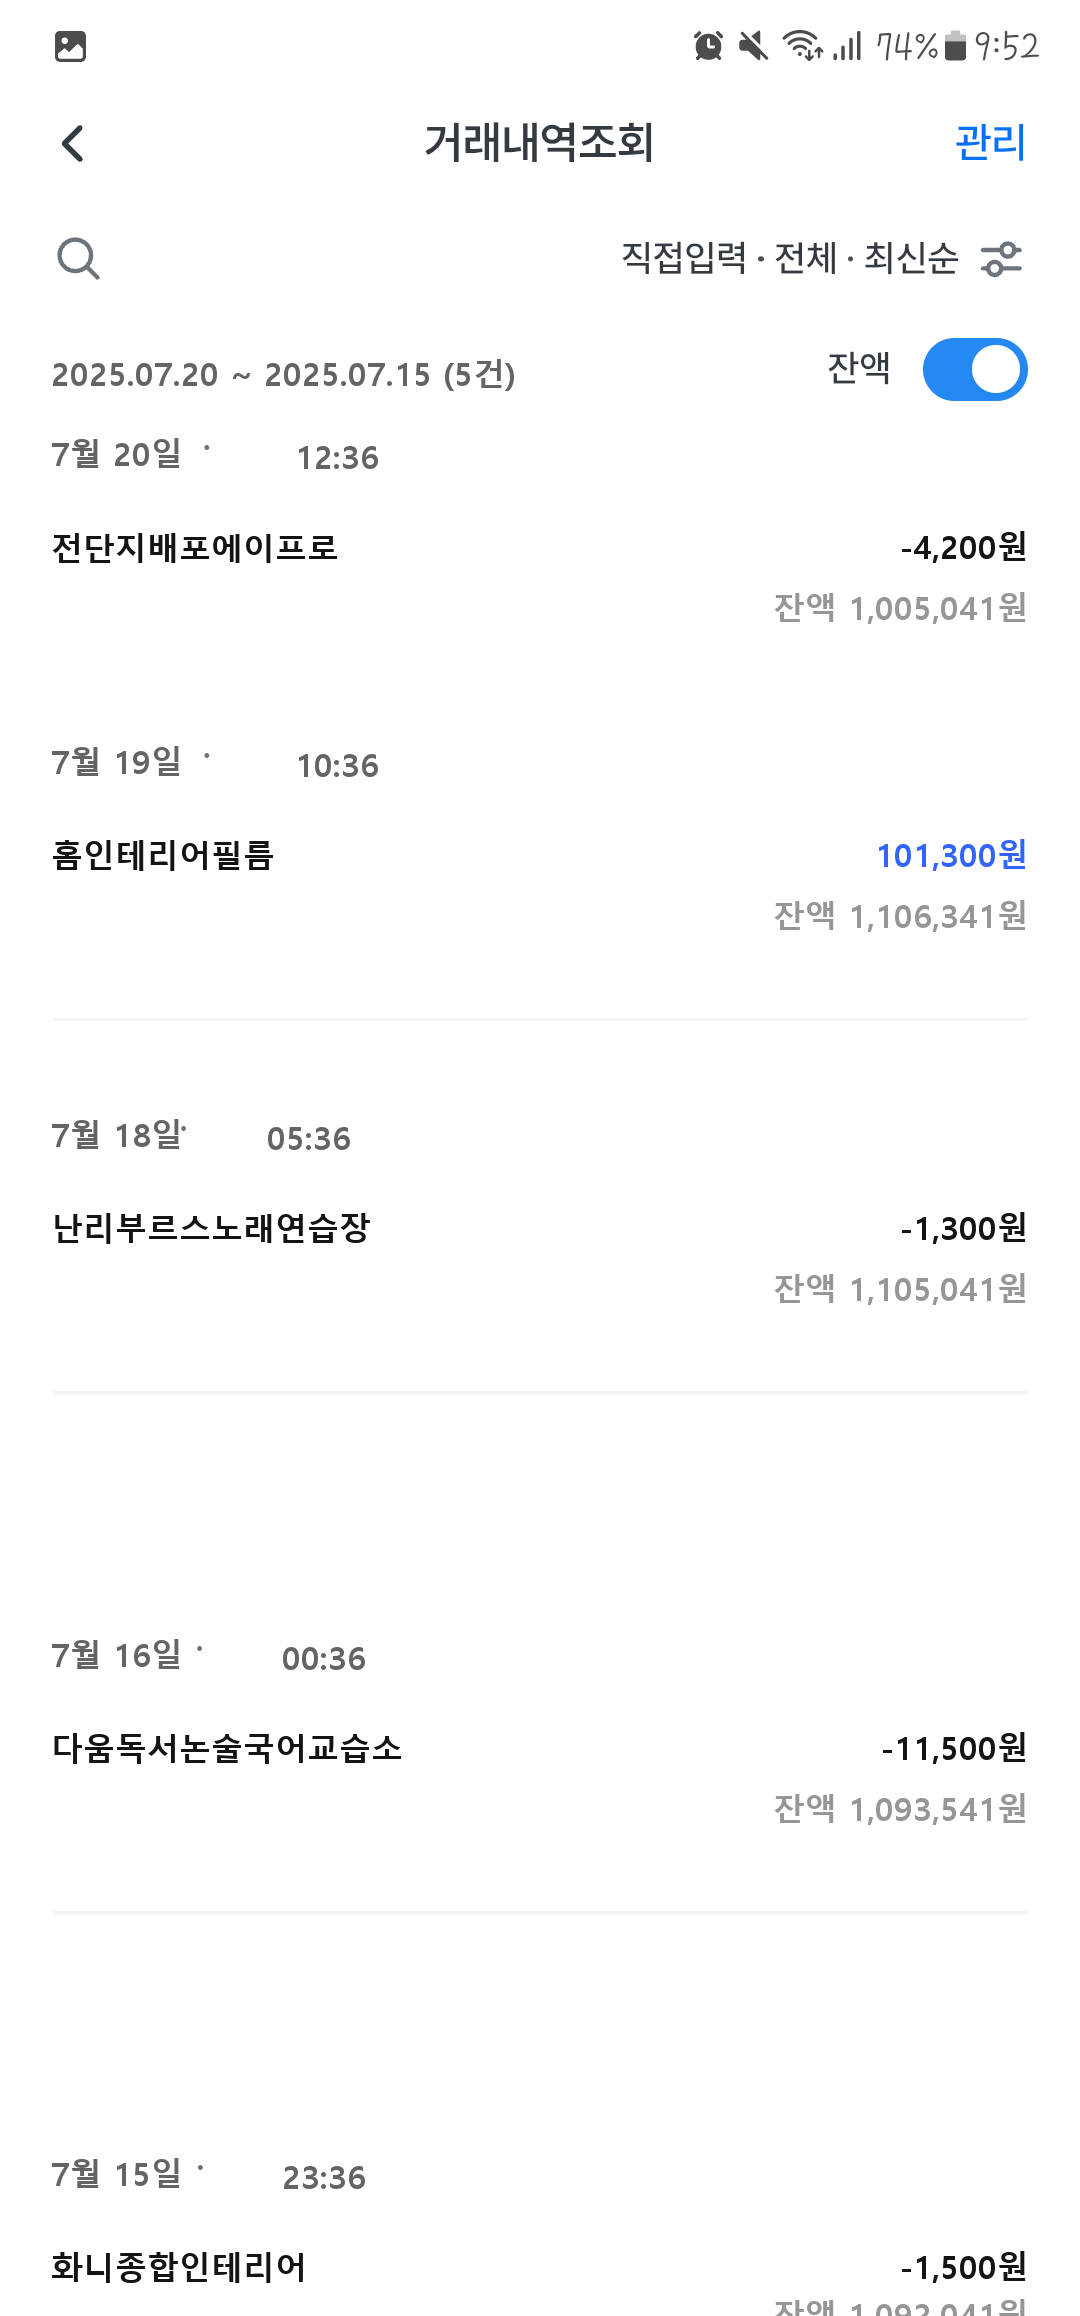 74% 9:52
거래내역조회 관리
직접입력 · 전체 · 최신순
2025.07.20 ~ 2025.07.15 (5건) 잔액
7월 20일 · 12:36
전단지배포에이프로 -4,200원
잔액 1,005,041원
7월 19일 · 10:36
홈인테리어필름 101,300원
잔액 1,106,341원
7월 18일· 05:36
난리부르스노래연습장 -1,300원
잔액 1,105,041원
7월 16일 · 00:36
다움독서논술국어교습소 -11,500원
잔액 1,093,541원
7월 15일 · 23:36
화니종합인테리어 -1,500원
잔액 1,092,041원